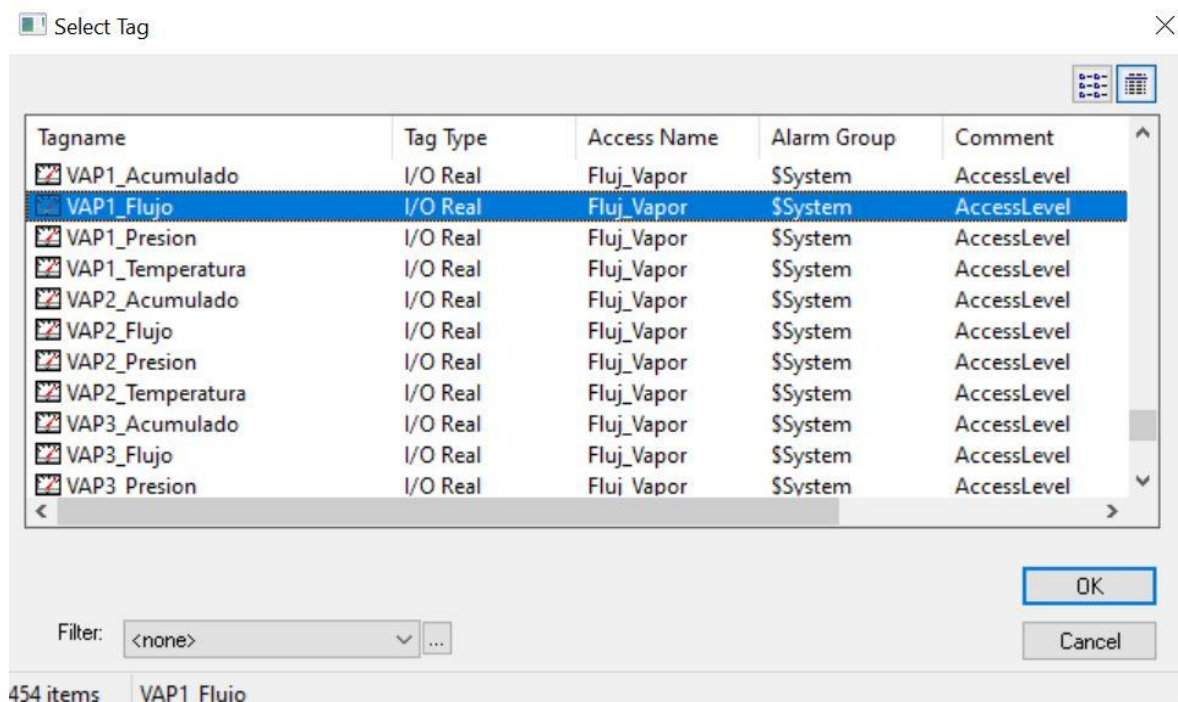 Select Tag
Tagname Tag Type Access Name Alarm Group Comment
VAP1_Acumulado I/O Real Fluj_Vapor $System AccessLevel
VAP1_Flujo I/O Real Fluj_Vapor $System AccessLevel
VAP1_Presion I/O Real Fluj_Vapor $System AccessLevel
VAP1_Temperatura I/O Real Fluj_Vapor $System AccessLevel
VAP2_Acumulado I/O Real Fluj_Vapor $System AccessLevel
VAP2_Flujo I/O Real Fluj_Vapor $System AccessLevel
VAP2_Presion I/O Real Fluj_Vapor $System AccessLevel
VAP2_Temperatura I/O Real Fluj_Vapor $System AccessLevel
VAP3_Acumulado I/O Real Fluj_Vapor $System AccessLevel
VAP3_Flujo I/O Real Fluj_Vapor $System AccessLevel
VAP3_Presion I/O Real Fluj_Vapor $System AccessLevel
OK
Filter: <none> ... Cancel
454 items VAP1_Flujo